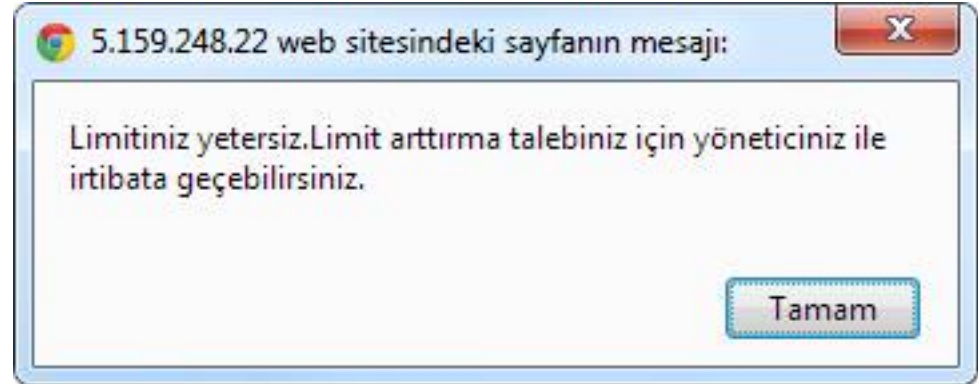 5.159.248.22 web sitesindeki sayfanın mesajı:
Limitiniz yetersiz.Limit arttırma talebiniz için yöneticiniz ile
irtibata geçebilirsiniz.
Tamam